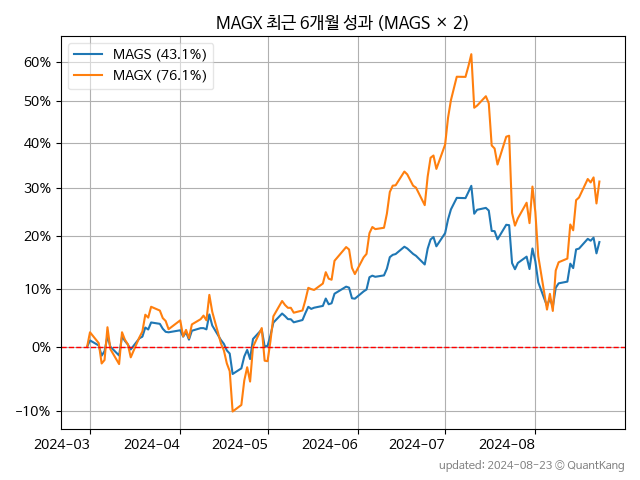 MAGX 최근 6개월 성과 (MAGS × 2)
MAGS (43.1%)
MAGX (76.1%)
60%
50%
40%
30%
20%
10%
0%
−10%
2024-03 2024-04 2024-05 2024-06 2024-07 2024-08
updated: 2024-08-23 © QuantKang